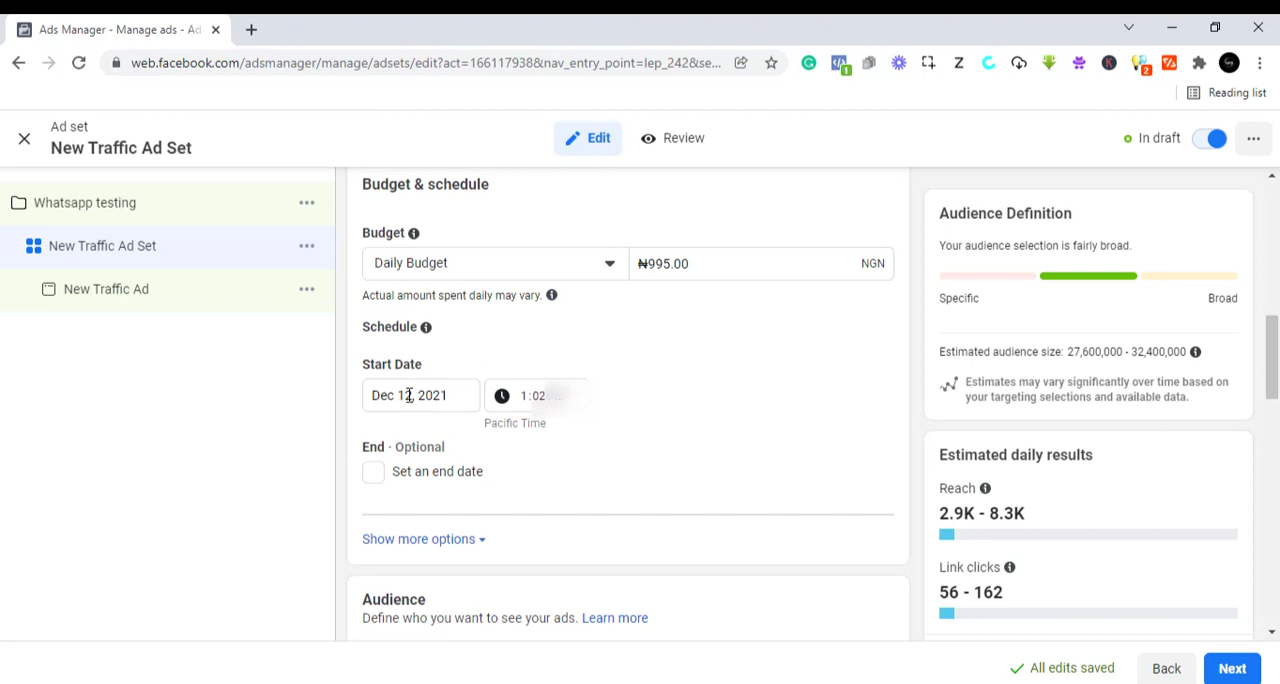 Ads Manager - Manage ads - Ad
web.facebook.com/adsmanager/manage/adsets/edit?act=166117938&nav_entry_point=lep_242&se...
1
Z
K
2
Reading list
Ad set
New Traffic Ad Set
Edit
Review
In draft
Whatsapp testing
New Traffic Ad Set
New Traffic Ad
Budget & schedule
Budget
Daily Budget
₦995.00
NGN
Actual amount spent daily may vary.
Schedule
Start Date
Dec , 2021
1:02
Pacific Time
End · Optional
Set an end date
Show more options
Audience
Define who you want to see your ads. Learn more
Audience Definition
Your audience selection is fairly broad.
Specific
Broad
Estimated audience size: 27,600,000 - 32,400,000
Estimates may vary significantly over time based on
your targeting selections and available data.
Estimated daily results
Reach
2.9K - 8.3K
Link clicks
56 - 162
All edits saved
Back
Next